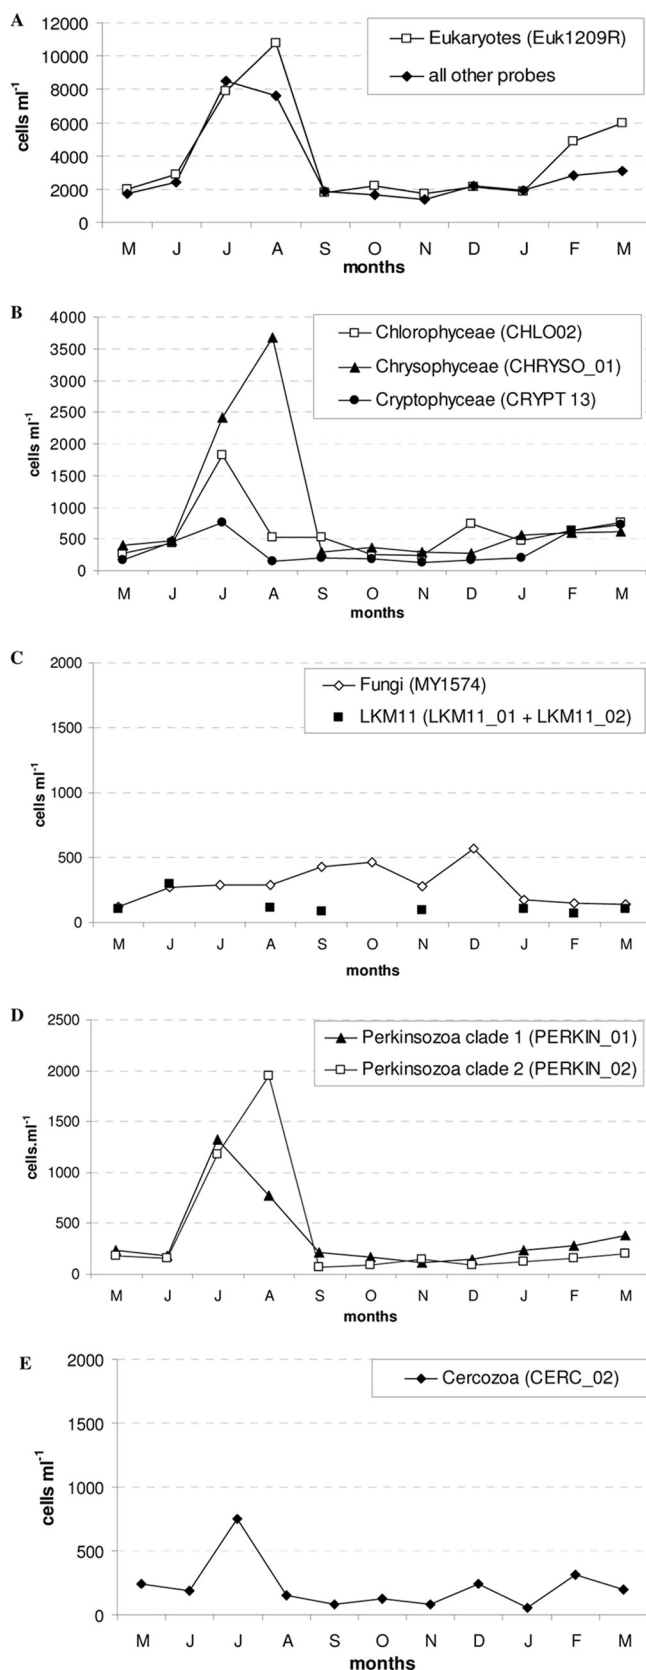 A
12000
10000
8000
6000
4000
2000
0
cells ml-1
Eukaryotes (Euk1209R)
all other probes
M J J A S O N D J F M
months
B
4000
3500
3000
2500
2000
1500
1000
500
0
cells ml-1
Chlorophyceae (CHLO02)
Chrysophyceae (CHRYSO_01)
Cryptophyceae (CRYPT 13)
M J J A S O N D J F M
months
C
2000
1500
1000
500
0
cells ml-1
Fungi (MY1574)
LKM11 (LKM11_01 + LKM11_02)
M J J A S O N D J F M
months
D
2500
2000
1500
1000
500
0
cells.ml-1
Perkinsozoa clade 1 (PERKIN_01)
Perkinsozoa clade 2 (PERKIN_02)
M J J A S O N D J F M
months
E
2000
1500
1000
500
0
cells ml-1
Cercozoa (CERC_02)
M J J A S O N D J F M
months